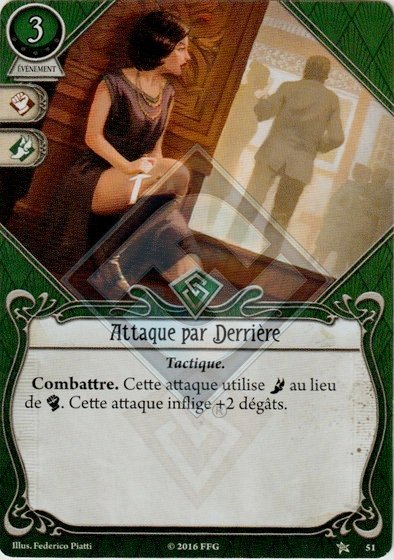 3
ÉVÉNEMENT
Attaque par Derrière
Tactique.
Combattre. Cette attaque utilise au lieu
de . Cette attaque inflige +2 dégâts.
Illus. Federico Piatti
© 2016 FFG
51